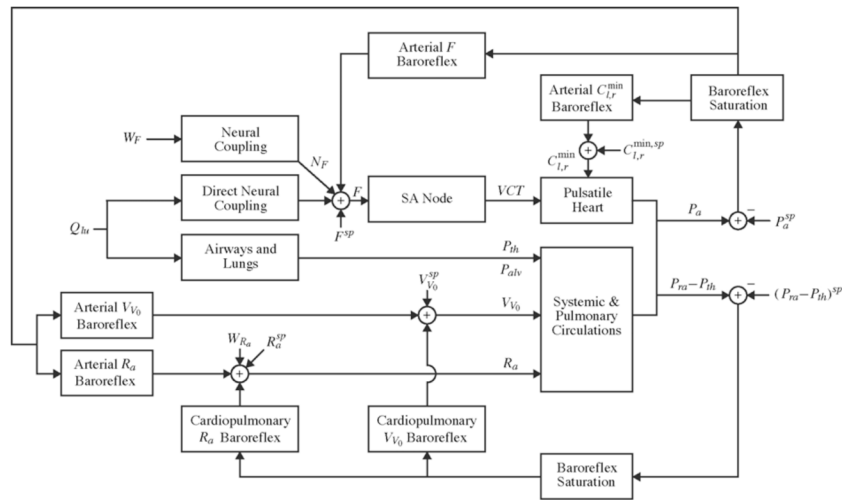 Arterial F
Baroreflex
Arterial C_{l,r}^{min}
Baroreflex
Baroreflex
Saturation
W_F
Neural
Coupling
N_F
C_{l,r}^{min,sp}
C_{l,r}^{min}
Direct Neural
Coupling
F
SA Node
VCT
Pulsatile
Heart
P_a
−
P_a^{sp}
Q_{lu}
F^{sp}
Airways and
Lungs
P_{th}
P_{alv}
V_{V_0}^{sp}
P_{ra}−P_{th}
−
(P_{ra}−P_{th})^{sp}
Arterial V_{V_0}
Baroreflex
V_{V_0}
Systemic &
Pulmonary
Circulations
W_{R_a}
R_a^{sp}
Arterial R_a
Baroreflex
R_a
Cardiopulmonary
R_a Baroreflex
Cardiopulmonary
V_{V_0} Baroreflex
Baroreflex
Saturation